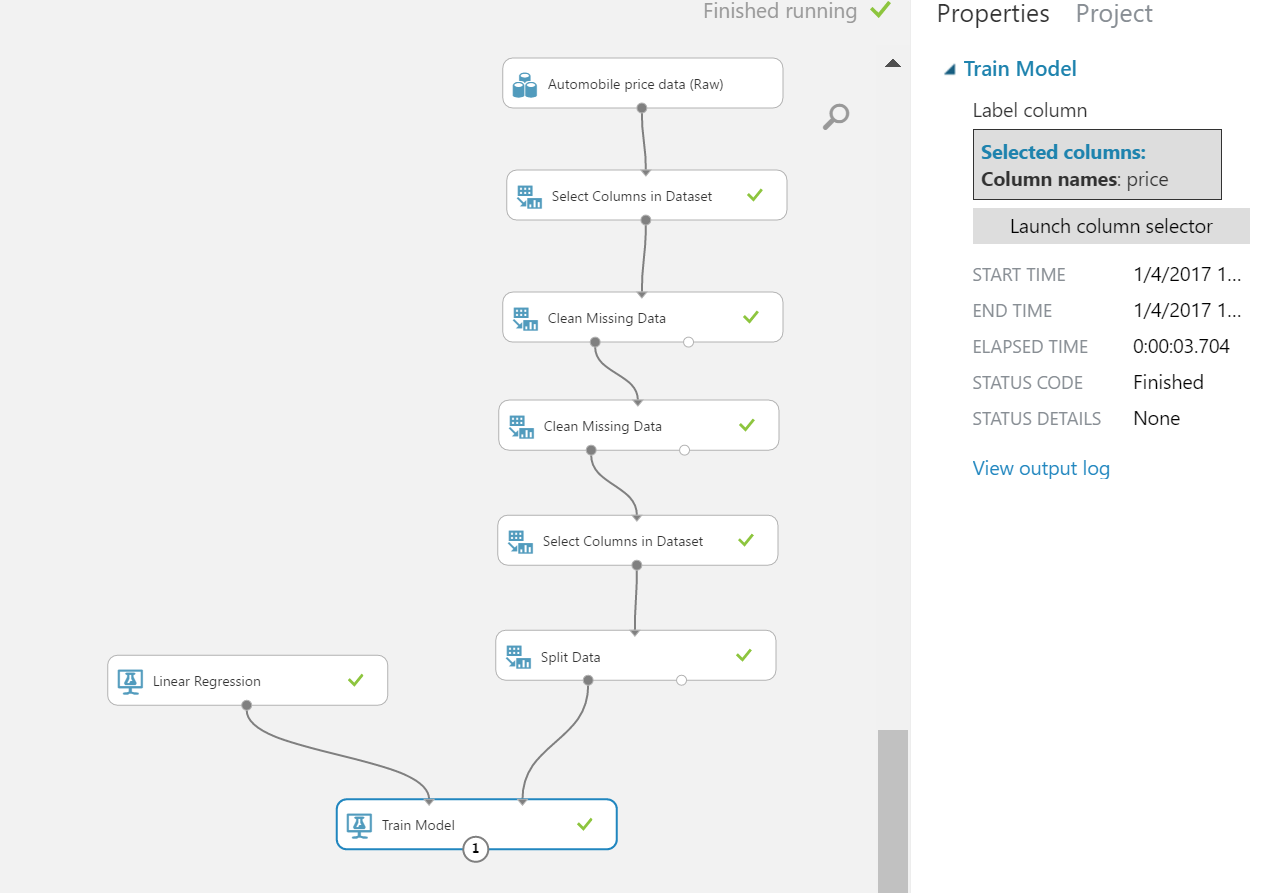 Finished running
Automobile price data (Raw)
Select Columns in Dataset
Clean Missing Data
Clean Missing Data
Select Columns in Dataset
Split Data
Linear Regression
Train Model
1
Properties Project
Train Model
Label column
Selected columns:
Column names: price
Launch column selector
START TIME 1/4/2017 1...
END TIME 1/4/2017 1...
ELAPSED TIME 0:00:03.704
STATUS CODE Finished
STATUS DETAILS None
View output log